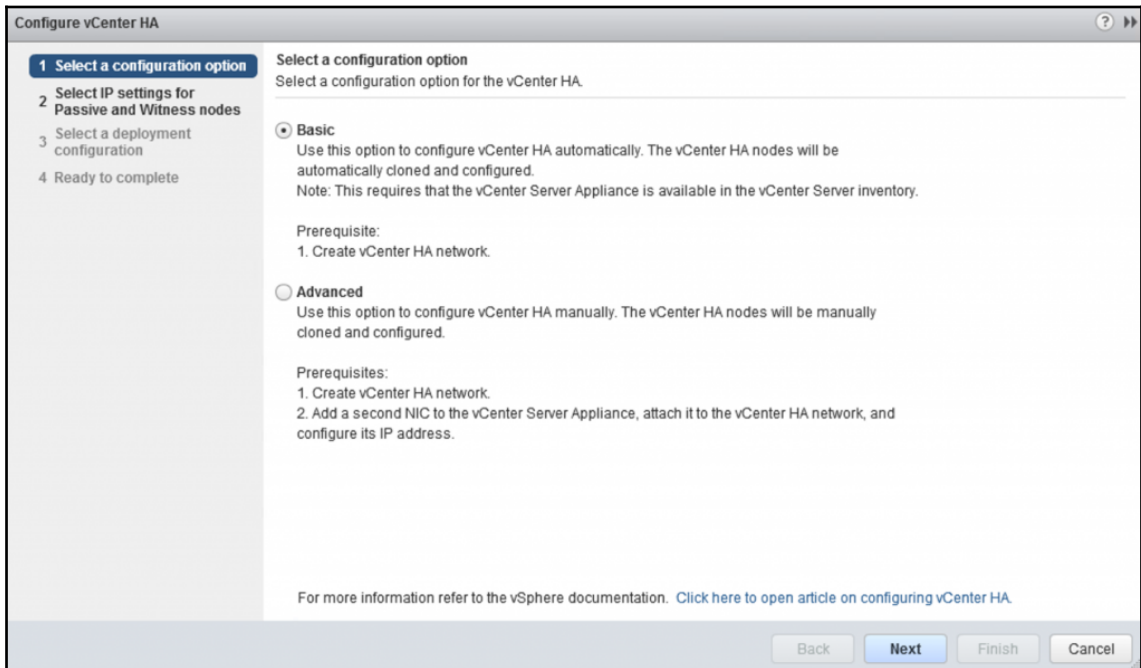 Configure vCenter HA
?
1 Select a configuration option
2 Select IP settings for
Passive and Witness nodes
3 Select a deployment
configuration
4 Ready to complete
Select a configuration option
Select a configuration option for the vCenter HA.
Basic
Use this option to configure vCenter HA automatically. The vCenter HA nodes will be
automatically cloned and configured.
Note: This requires that the vCenter Server Appliance is available in the vCenter Server inventory.
Prerequisite:
1. Create vCenter HA network.
Advanced
Use this option to configure vCenter HA manually. The vCenter HA nodes will be manually
cloned and configured.
Prerequisites:
1. Create vCenter HA network.
2. Add a second NIC to the vCenter Server Appliance, attach it to the vCenter HA network, and
configure its IP address.
For more information refer to the vSphere documentation. Click here to open article on configuring vCenter HA.
Back Next Finish Cancel